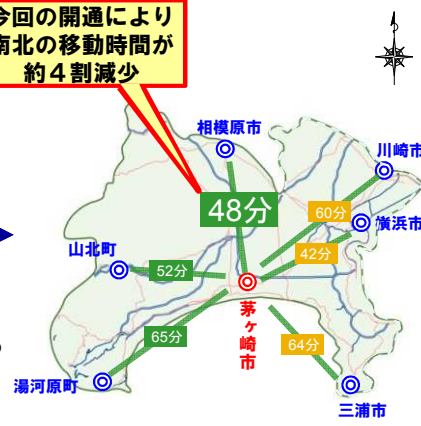 今回の開通により
南北の移動時間が
約４割減少
相模原市
川崎市
48分
60分
横浜市
42分
山北町
52分
茅ヶ崎市
65分
64分
湯河原町
三浦市